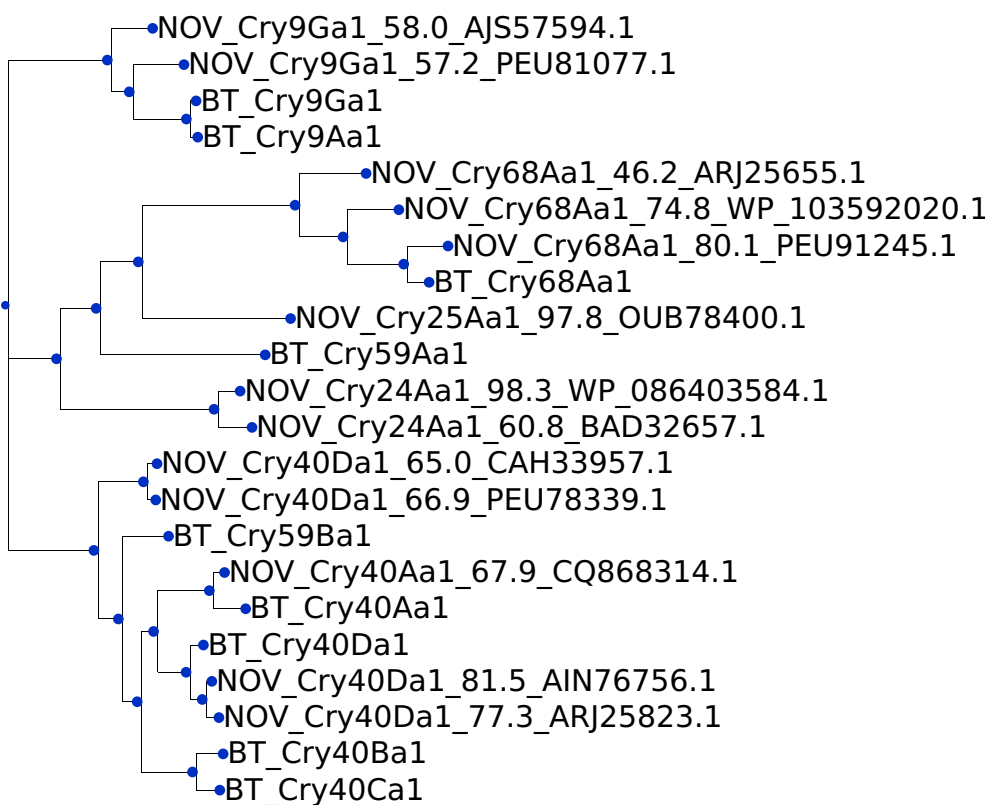 NOV_Cry9Ga1_58.0_AJS57594.1
NOV_Cry9Ga1_57.2_PEU81077.1
BT_Cry9Ga1
BT_Cry9Aa1
NOV_Cry68Aa1_46.2_ARJ25655.1
NOV_Cry68Aa1_74.8_WP_103592020.1
NOV_Cry68Aa1_80.1_PEU91245.1
BT_Cry68Aa1
NOV_Cry25Aa1_97.8_OUB78400.1
BT_Cry59Aa1
NOV_Cry24Aa1_98.3_WP_086403584.1
NOV_Cry24Aa1_60.8_BAD32657.1
NOV_Cry40Da1_65.0_CAH33957.1
NOV_Cry40Da1_66.9_PEU78339.1
BT_Cry59Ba1
NOV_Cry40Aa1_67.9_CQ868314.1
BT_Cry40Aa1
BT_Cry40Da1
NOV_Cry40Da1_81.5_AIN76756.1
NOV_Cry40Da1_77.3_ARJ25823.1
BT_Cry40Ba1
BT_Cry40Ca1